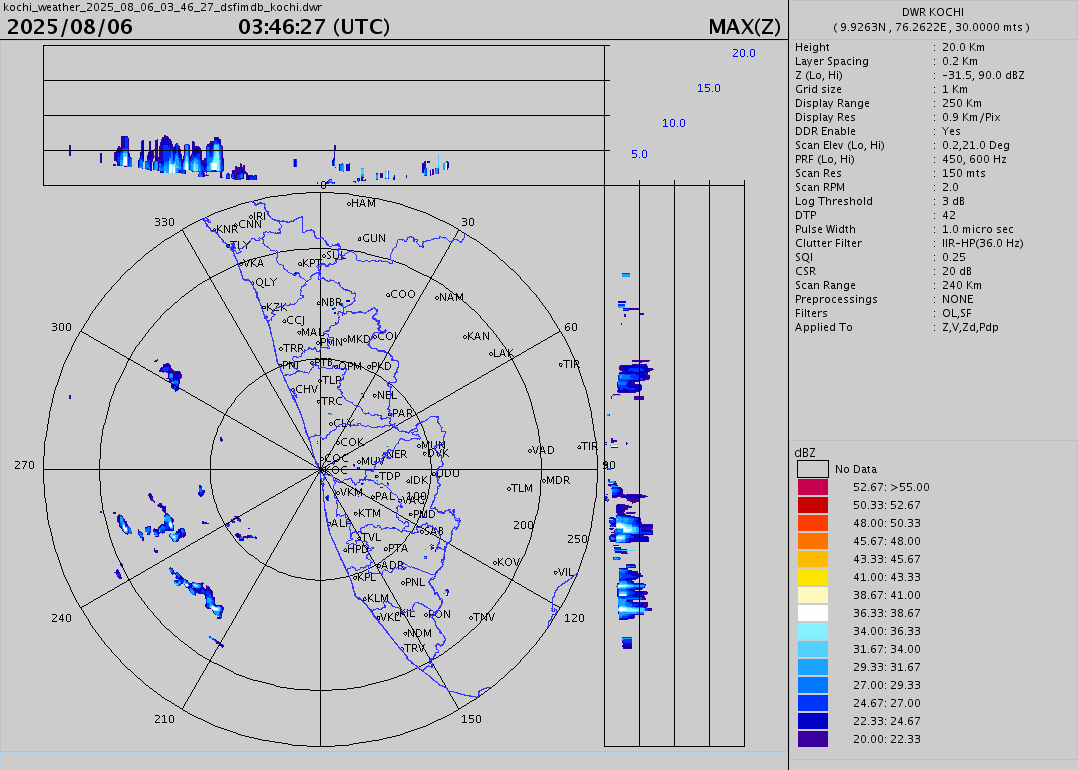 kochi_weather_2025_08_06_03_46_27_dsfimdb_kochi.dwr
2025/08/06 03:46:27 (UTC) MAX(Z)
20.0
15.0
10.0
5.0
0
HAM
330
IRI
CNN
KNR
30
TLY
GUN
SUL
VKA
KPT
QLY
COO
NAM
NBR
KZK
CCJ
300
60
MAL
KAN
PMN
MKD
COI
TRR
LAK
PNI
PTB
OPM
PKD
TIR
TLP
CHV
NEL
TRC
PAR
CLY
COK
MUN
TIR
NER
DVK
VAD
COC
MUV
270
KOC
90
TDP
UDU
IDK
MDR
TLM
VKM
PAL
100
VAG
KTM
PMD
ALP
200
SAB
TVL
250
HPD
PTA
KOV
ADR
VIL
KPL
PNL
KLM
240
VKL
KIL
PON
TNV
120
NDM
TRV
210
150
DWR KOCHI
( 9.9263N , 76.2622E , 30.0000 mts )
Height : 20.0 Km
Layer Spacing : 0.2 Km
Z (Lo, Hi) : -31.5, 90.0 dBZ
Grid size : 1 Km
Display Range : 250 Km
Display Res : 0.9 Km/Pix
DDR Enable : Yes
Scan Elev (Lo, Hi) : 0.2,21.0 Deg
PRF (Lo, Hi) : 450, 600 Hz
Scan Res : 150 mts
Scan RPM : 2.0
Log Threshold : 3 dB
DTP : 42
Pulse Width : 1.0 micro sec
Clutter Filter : IIR-HP(36.0 Hz)
SQI : 0.25
CSR : 20 dB
Scan Range : 240 Km
Preprocessings : NONE
Filters : OL,SF
Applied To : Z,V,Zd,Pdp
dBZ
No Data
52.67: >55.00
50.33: 52.67
48.00: 50.33
45.67: 48.00
43.33: 45.67
41.00: 43.33
38.67: 41.00
36.33: 38.67
34.00: 36.33
31.67: 34.00
29.33: 31.67
27.00: 29.33
24.67: 27.00
22.33: 24.67
20.00: 22.33